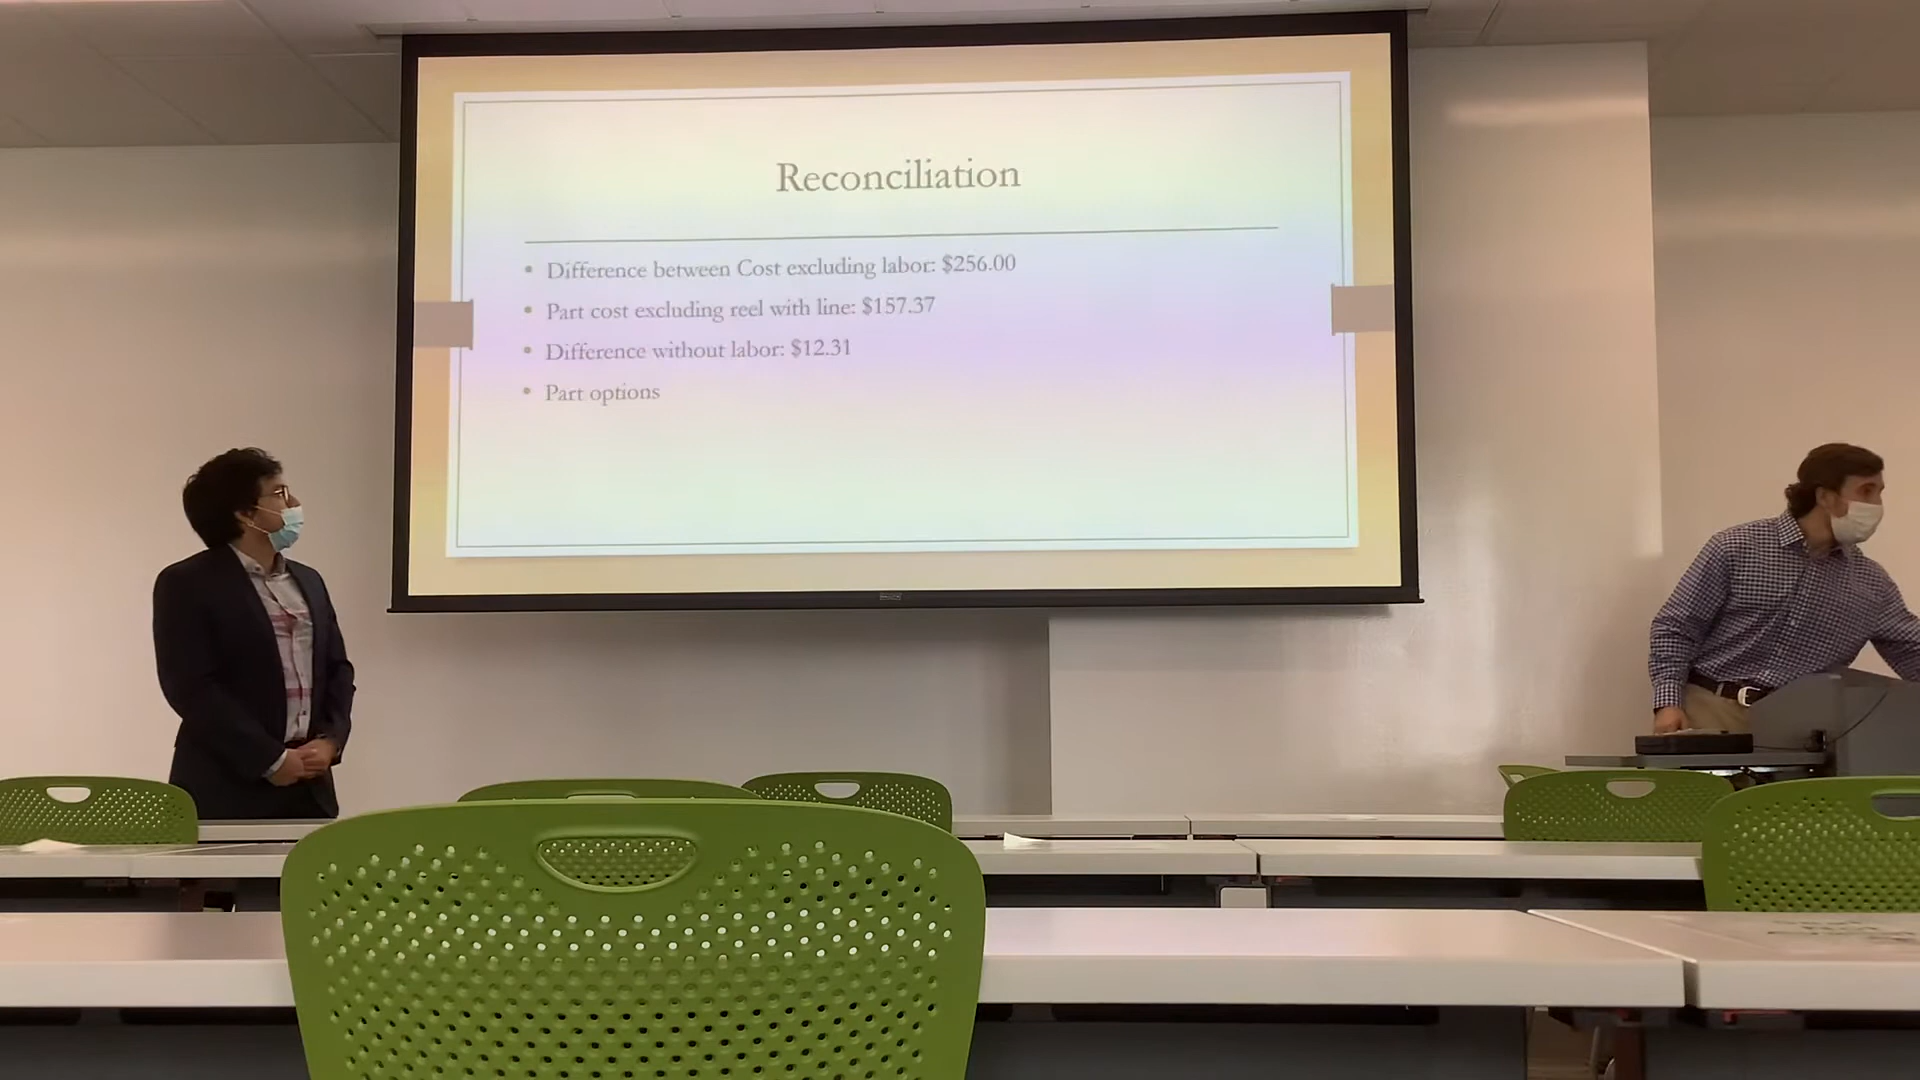 Reconciliation
• Difference between Cost excluding labor: $256.00
• Part cost excluding reel with line: $157.37
• Difference without labor: $12.31
• Part options